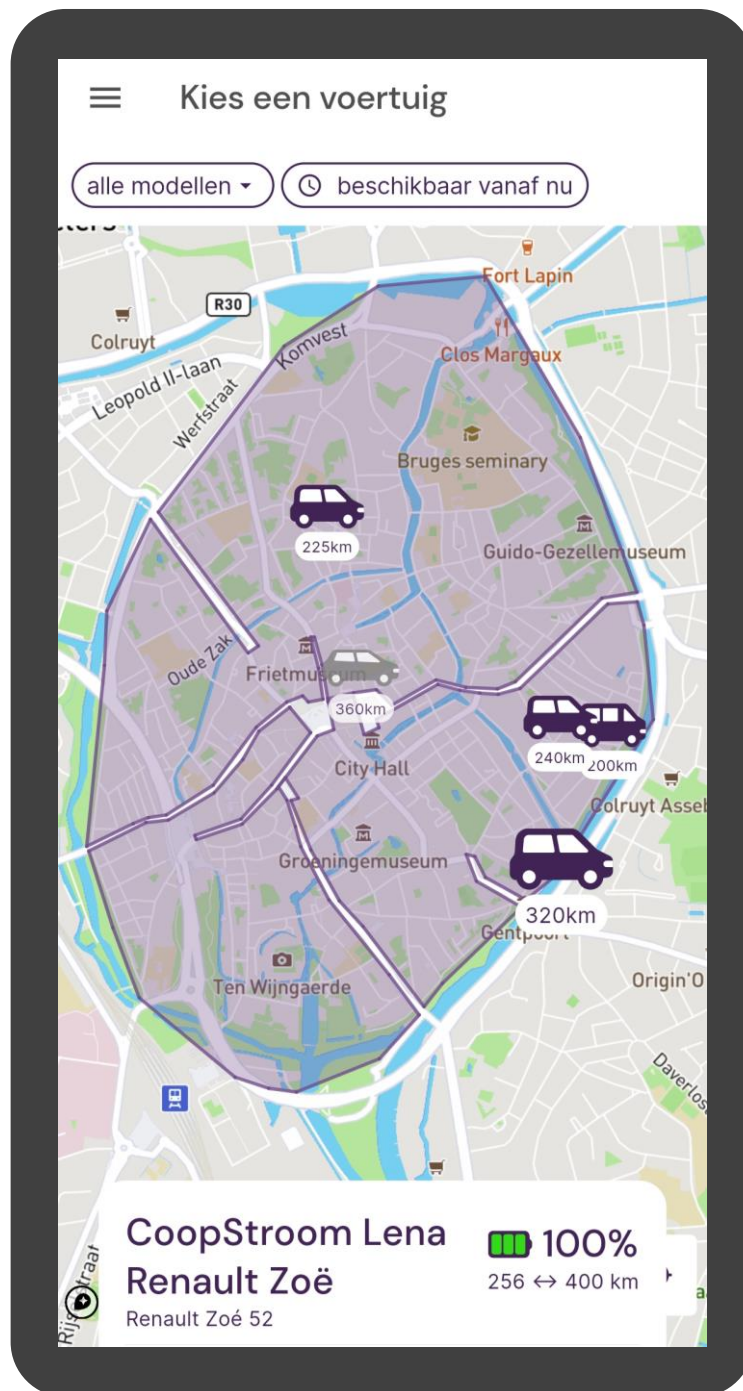 Kies een voertuig
alle modellen
beschikbaar vanaf nu
Fort Lapin
R30
Colruyt
Komvest
Clos Margaux
Leopold II-laan
Werfstraat
Bruges seminary
225km
Guido-Gezellemuseum
Oude Zak
Frietmuseum
360km
240km
200km
City Hall
Colruyt Asseb
Groeningemuseum
320km
Gentpoort
Origin'O
Ten Wijngaerde
CoopStroom Lena
100%
Renault Zoë
256 ↔ 400 km
Renault Zoé 52